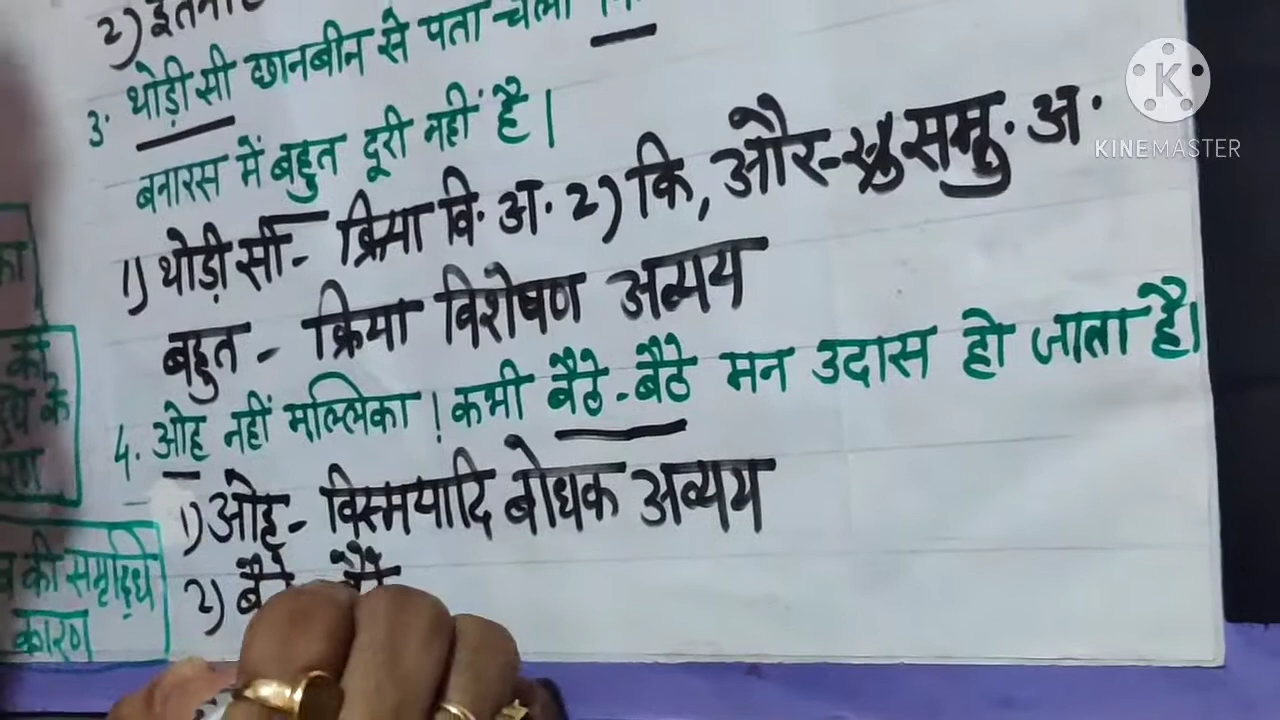 2) इतना
3. थोड़ी सी छानबीन से पता चला कि
बनारस में बहुत दूरी नहीं है।
1) थोड़ी सी - क्रिया वि. अ. 2) कि, और - समु. अ.
बहुत - क्रिया विशेषण अव्यय
4. ओह नहीं मल्लिका! कभी बैठे-बैठे मन उदास हो जाता है।
1) ओह - विस्मयादि बोधक अव्यय
2) बैठे
का
की
के
की समृद्धि
कारण
K
KINEMASTER